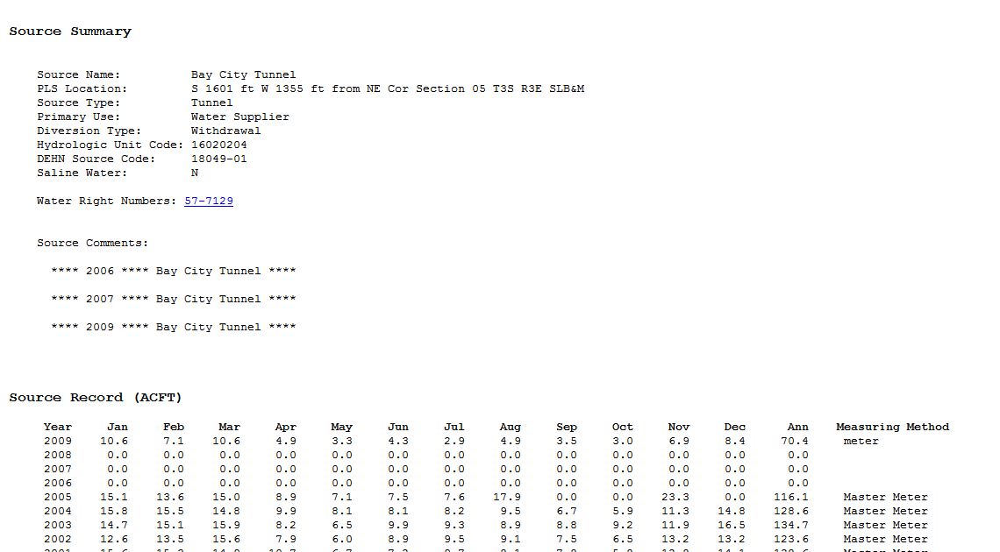 Source Summary
Source Name: Bay City Tunnel
PLS Location: S 1601 ft W 1355 ft from NE Cor Section 05 T3S R3E SLB&M
Source Type: Tunnel
Primary Use: Water Supplier
Diversion Type: Withdrawal
Hydrologic Unit Code: 16020204
DEHN Source Code: 18049-01
Saline Water: N
Water Right Numbers: 57-7129
Source Comments:
**** 2006 **** Bay City Tunnel ****
**** 2007 **** Bay City Tunnel ****
**** 2009 **** Bay City Tunnel ****
Source Record (ACFT)
Year Jan Feb Mar Apr May Jun Jul Aug Sep Oct Nov Dec Ann Measuring Method
2009 10.6 7.1 10.6 4.9 3.3 4.3 2.9 4.9 3.5 3.0 6.9 8.4 70.4 meter
2008 0.0 0.0 0.0 0.0 0.0 0.0 0.0 0.0 0.0 0.0 0.0 0.0 0.0
2007 0.0 0.0 0.0 0.0 0.0 0.0 0.0 0.0 0.0 0.0 0.0 0.0 0.0
2006 0.0 0.0 0.0 0.0 0.0 0.0 0.0 0.0 0.0 0.0 0.0 0.0 0.0
2005 15.1 13.6 15.0 8.9 7.1 7.5 7.6 17.9 0.0 0.0 23.3 0.0 116.1 Master Meter
2004 15.8 15.5 14.8 9.9 8.1 8.1 8.2 9.5 6.7 5.9 11.3 14.8 128.6 Master Meter
2003 14.7 15.1 15.9 8.2 6.5 9.9 9.3 8.9 8.8 9.2 11.9 16.5 134.7 Master Meter
2002 12.6 13.5 15.6 7.9 6.0 8.9 9.5 9.1 7.5 6.5 13.2 13.2 123.6 Master Meter